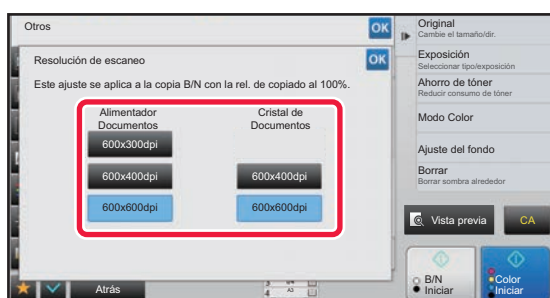 Otros
OK
Resolución de escaneo
OK
Este ajuste se aplica a la copia B/N con la rel. de copiado al 100%.
Alimentador
Documentos
Cristal de
Documentos
600x300dpi
600x400dpi
600x400dpi
600x600dpi
600x600dpi
Atrás
Original
Cambie el tamaño/dir.
Exposición
Seleccionar tipo/exposición
Ahorro de tóner
Reducir consumo de tóner
Modo Color
Ajuste del fondo
Borrar
Borrar sombra alrededor
Vista previa
CA
B/N
Iniciar
Color
Iniciar
4
A3